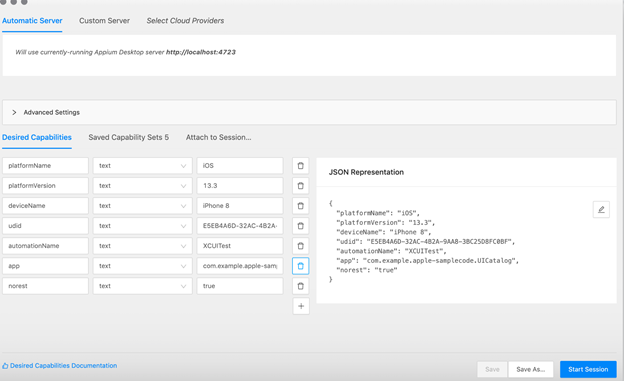 Automatic Server Custom Server Select Cloud Providers
Will use currently-running Appium Desktop server http://localhost:4723
Advanced Settings
Desired Capabilities Saved Capability Sets 5 Attach to Session...
platformName text iOS
platformVersion text 13.3
deviceName text iPhone 8
udid text E5EB4A6D-32AC-4B2A-
automationName text XCUITest
app text com.example.apple-samp
norest text true
JSON Representation
{
"platformName": "iOS",
"platformVersion": "13.3",
"deviceName": "iPhone 8",
"udid": "E5EB4A6D-32AC-4B2A-9AA8-3BC25D8FC0BF",
"automationName": "XCUITest",
"app": "com.example.apple-samplecode.UICatalog",
"norest": "true"
}
Desired Capabilities Documentation
Save Save As... Start Session